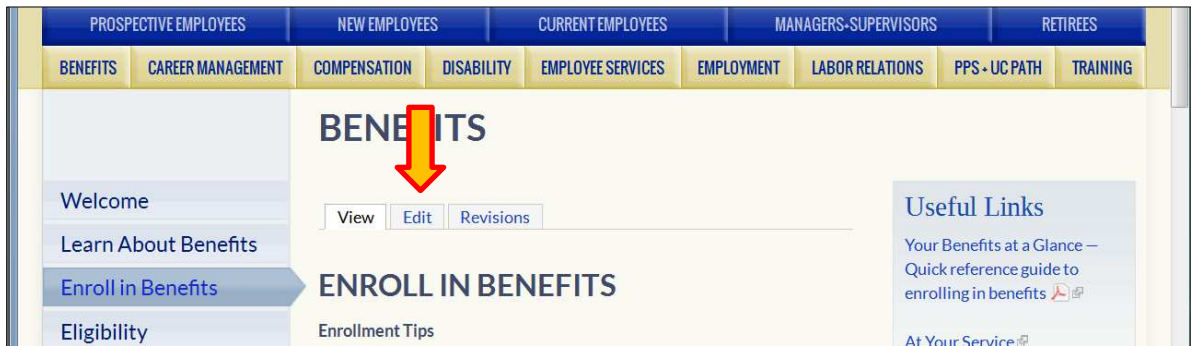 PROSPECTIVE EMPLOYEES NEW EMPLOYEES CURRENT EMPLOYEES MANAGERS+SUPERVISORS RETIREES
BENEFITS CAREER MANAGEMENT COMPENSATION DISABILITY EMPLOYEE SERVICES EMPLOYMENT LABOR RELATIONS PPS + UC PATH TRAINING
BENEFITS
Welcome
Learn About Benefits
Enroll in Benefits
Eligibility
View Edit Revisions
ENROLL IN BENEFITS
Enrollment Tips
Useful Links
Your Benefits at a Glance —
Quick reference guide to
enrolling in benefits
At Your Service